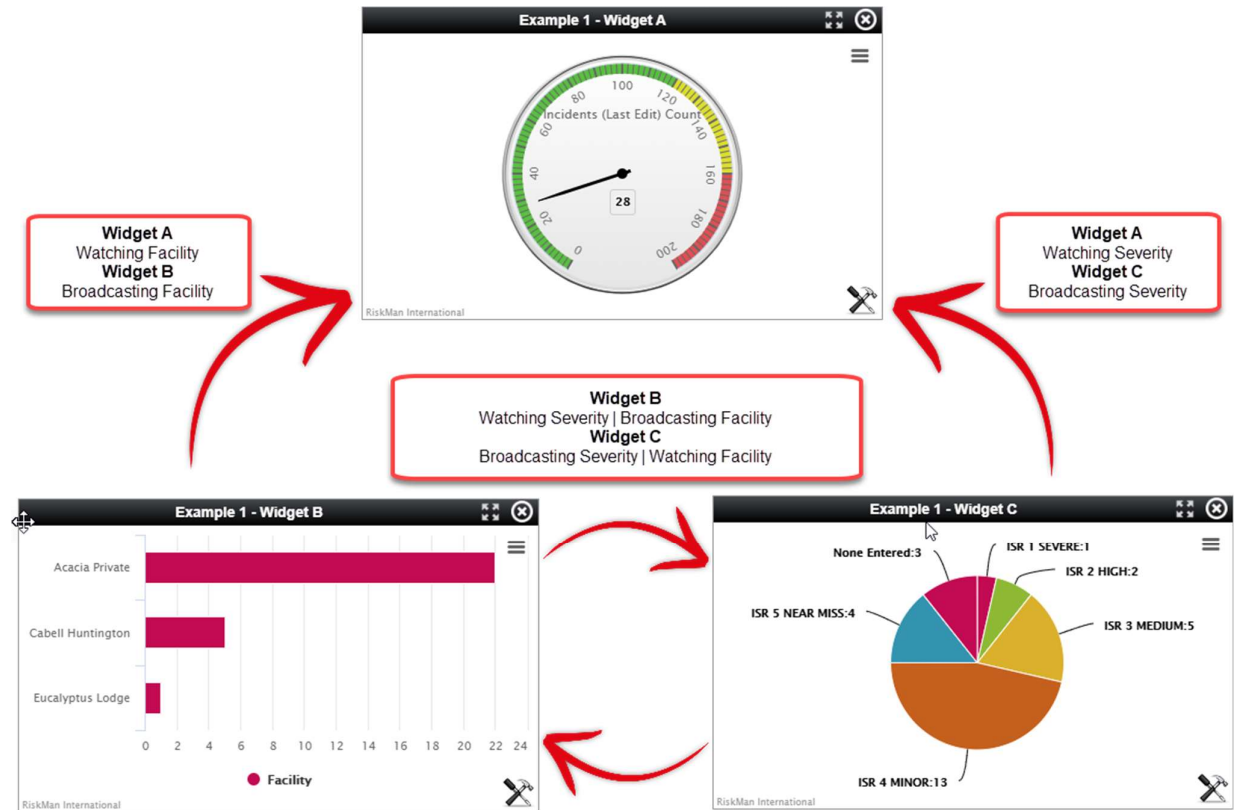 Example 1 - Widget A
0
20
40
60
80
100
120
140
160
180
200
Incidents (Last Edit) Count
28
RiskMan International
Widget A
Watching Facility
Widget B
Broadcasting Facility
Widget A
Watching Severity
Widget C
Broadcasting Severity
Widget B
Watching Severity | Broadcasting Facility
Widget C
Broadcasting Severity | Watching Facility
Example 1 - Widget B
Acacia Private
Cabell Huntington
Eucalyptus Lodge
0 2 4 6 8 10 12 14 16 18 20 22 24
Facility
RiskMan International
Example 1 - Widget C
None Entered:3
ISR 1 SEVERE:1
ISR 2 HIGH:2
ISR 5 NEAR MISS:4
ISR 3 MEDIUM:5
ISR 4 MINOR:13
RiskMan International